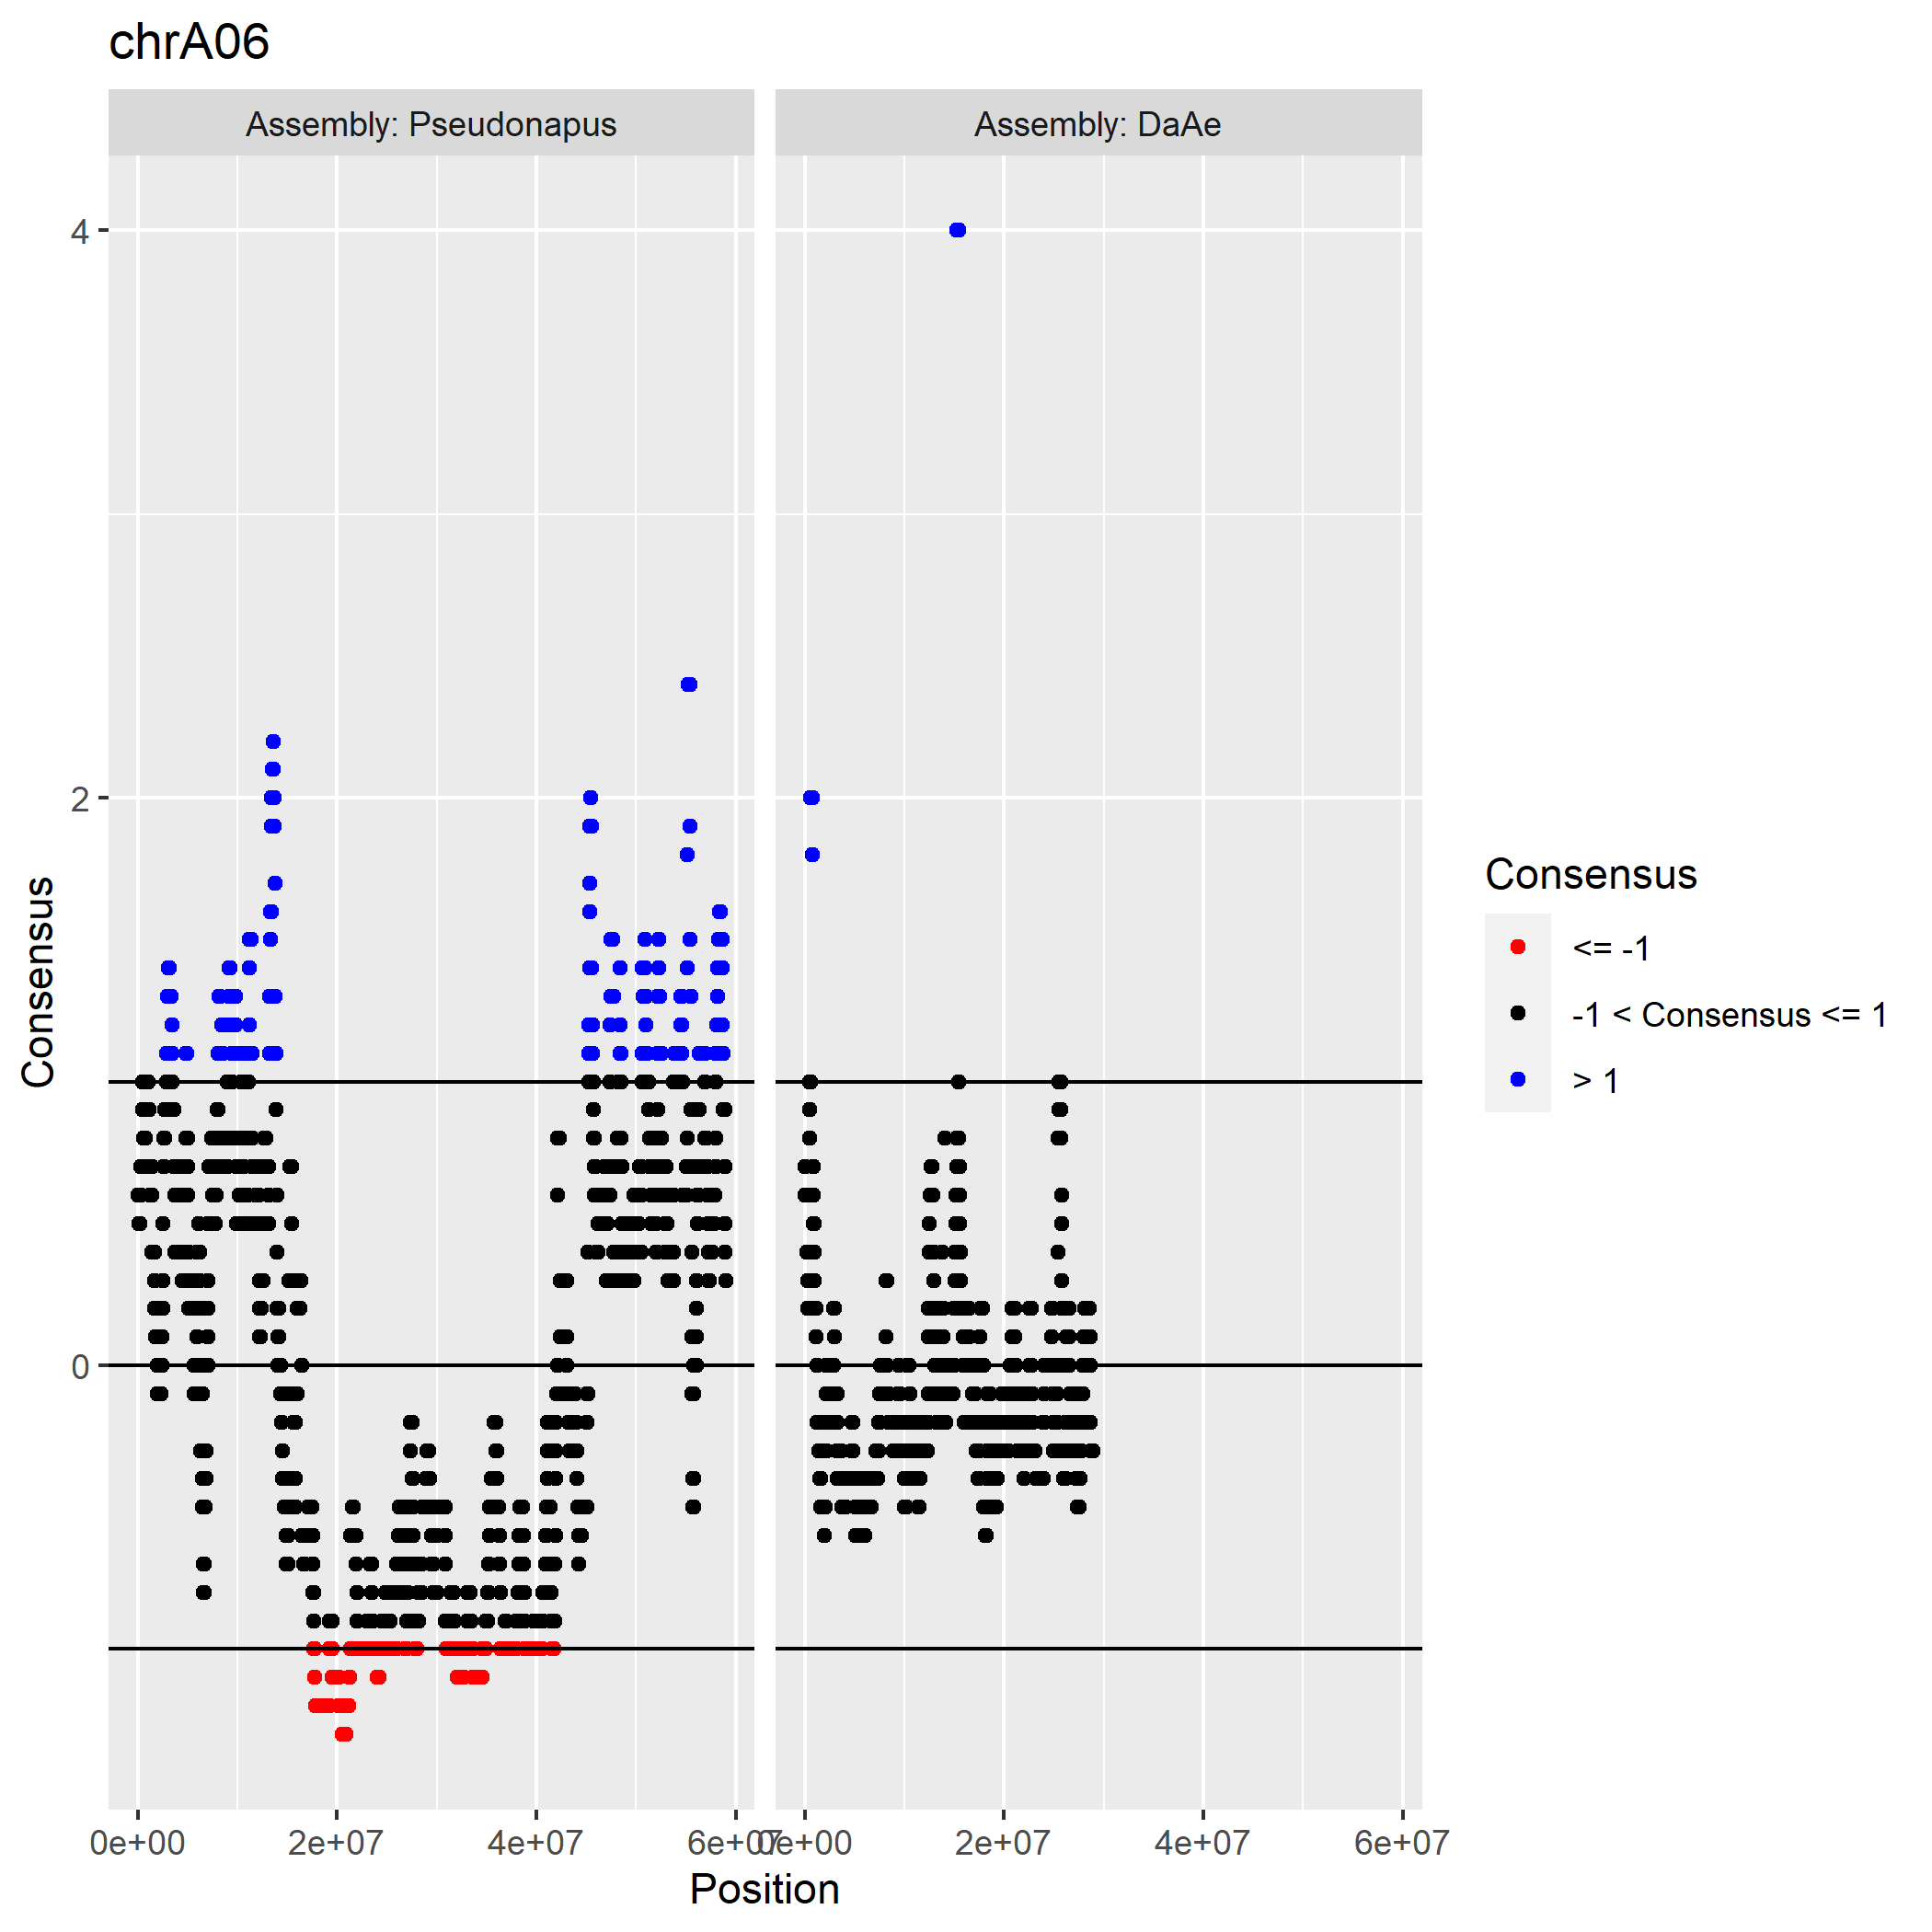 chrA06
Assembly: Pseudonapus
Assembly: DaAe
4
2
0
Consensus
0e+00
2e+07
4e+07
6e+07
0e+00
2e+07
4e+07
6e+07
Position
Consensus
<= -1
-1 < Consensus <= 1
> 1